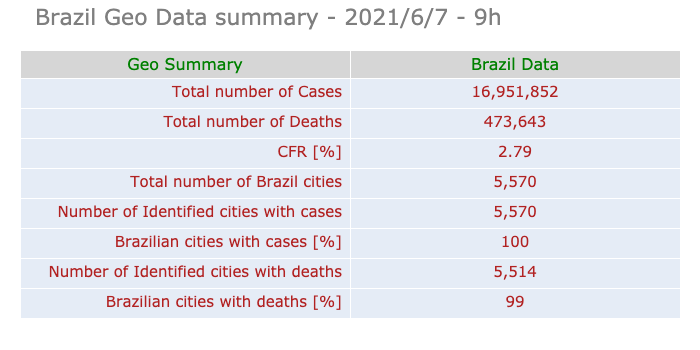 Brazil Geo Data summary - 2021/6/7 - 9h
Geo Summary Brazil Data
Total number of Cases 16,951,852
Total number of Deaths 473,643
CFR [%] 2.79
Total number of Brazil cities 5,570
Number of Identified cities with cases 5,570
Brazilian cities with cases [%] 100
Number of Identified cities with deaths 5,514
Brazilian cities with deaths [%] 99